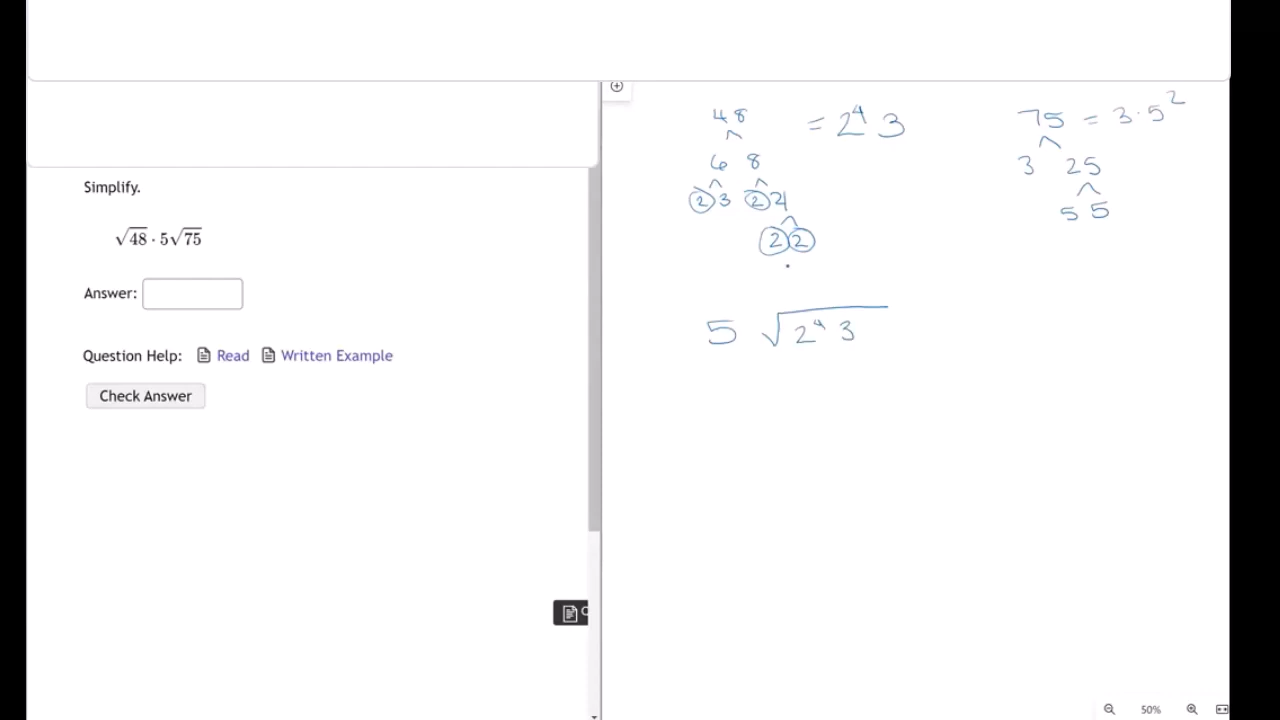 Simplify.
√48 · 5√75
Answer:
Question Help: Read Written Example
Check Answer
48 = 2⁴ 3
6 8
2 3 2 4
2 2
75 = 3·5²
3 25
5 5
5 √2⁴ 3
50%